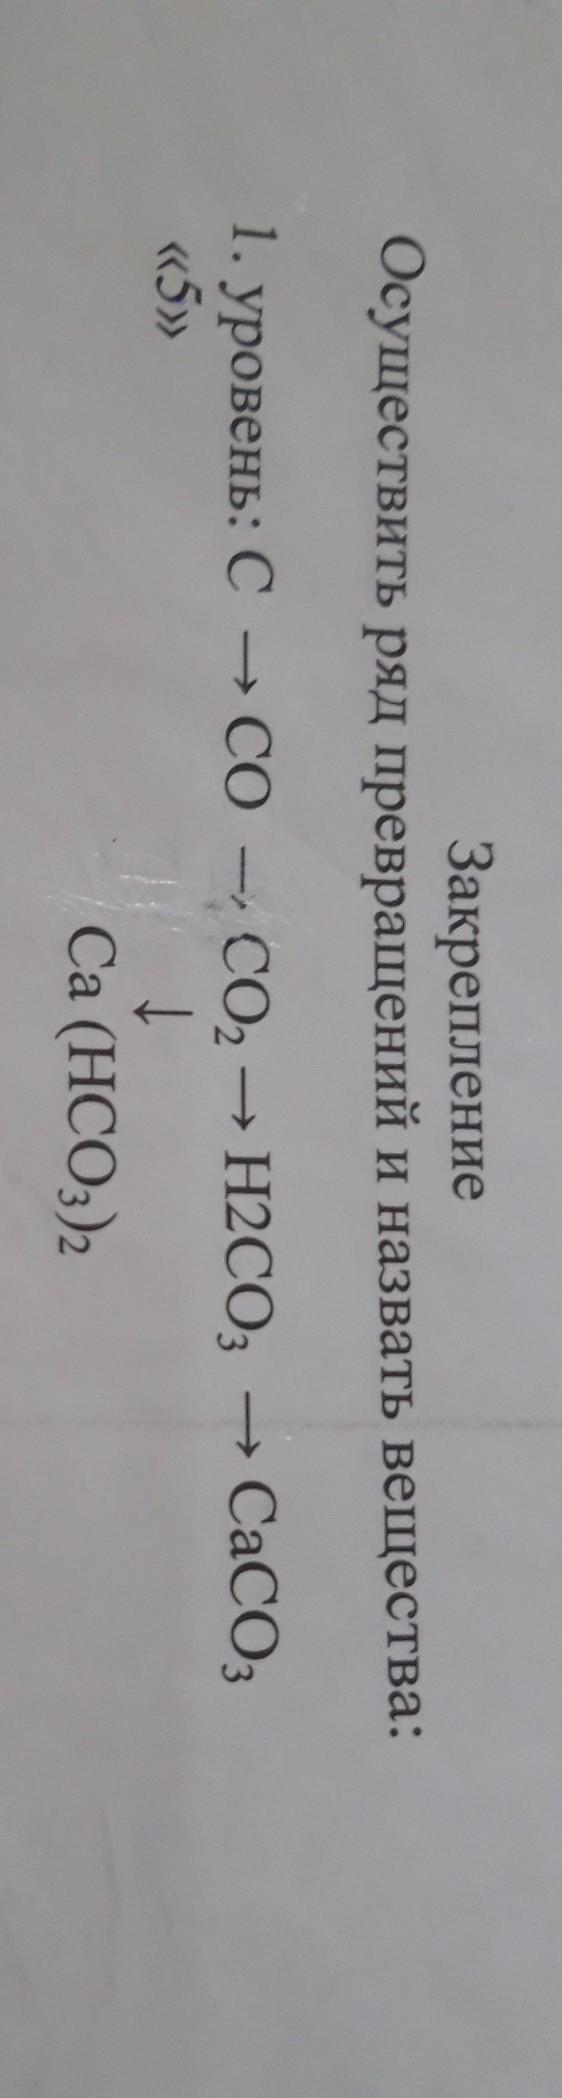 Закрепление
Осуществить ряд превращений и назвать вещества:
1. уровень: C → CO → CO₂ → H2CO₃ → CaCO₃
«5» ↓
Ca (HCO₃)₂